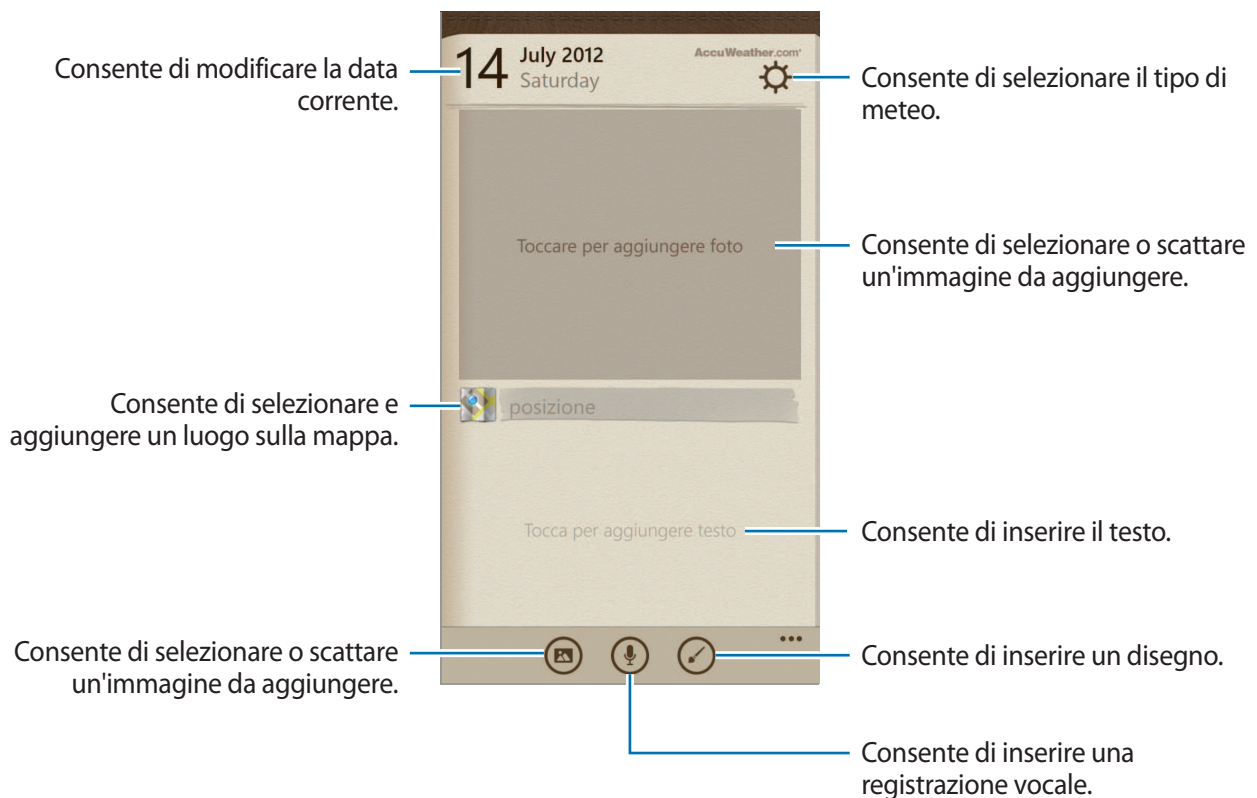 14
July 2012
Saturday
AccuWeather.com
Consente di modificare la data
corrente.
Consente di selezionare il tipo di
meteo.
Toccare per aggiungere foto
Consente di selezionare o scattare
un'immagine da aggiungere.
Consente di selezionare e
aggiungere un luogo sulla mappa.
posizione
Tocca per aggiungere testo
Consente di inserire il testo.
Consente di selezionare o scattare
un'immagine da aggiungere.
Consente di inserire un disegno.
Consente di inserire una
registrazione vocale.